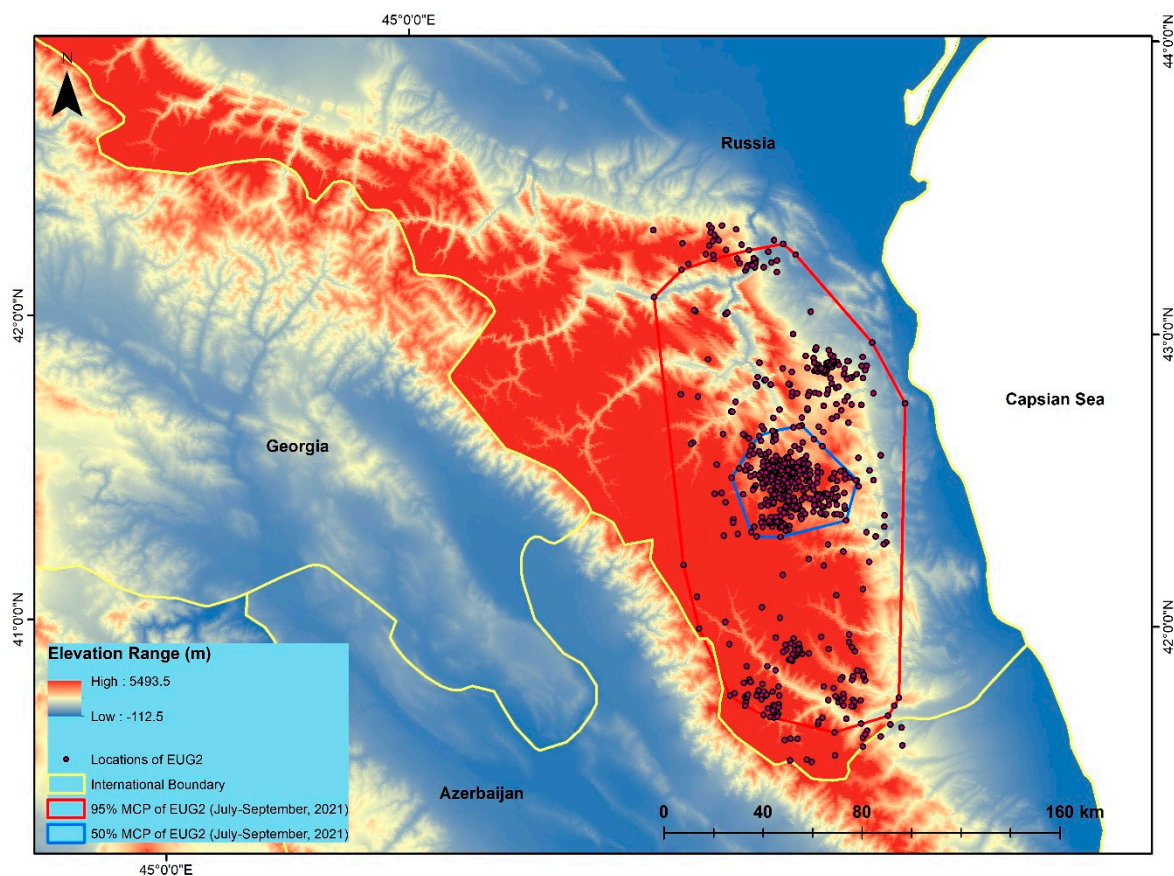 45°0'0"E
44°0'0"N
N
Russia
42°0'0"N
43°0'0"N
Capsian Sea
Georgia
41°0'0"N
42°0'0"N
Elevation Range (m)
High : 5493.5
Low : -112.5
Locations of EUG2
International Boundary
95% MCP of EUG2 (July-September, 2021)
50% MCP of EUG2 (July-September, 2021)
Azerbaijan
0 40 80 160 km
45°0'0"E